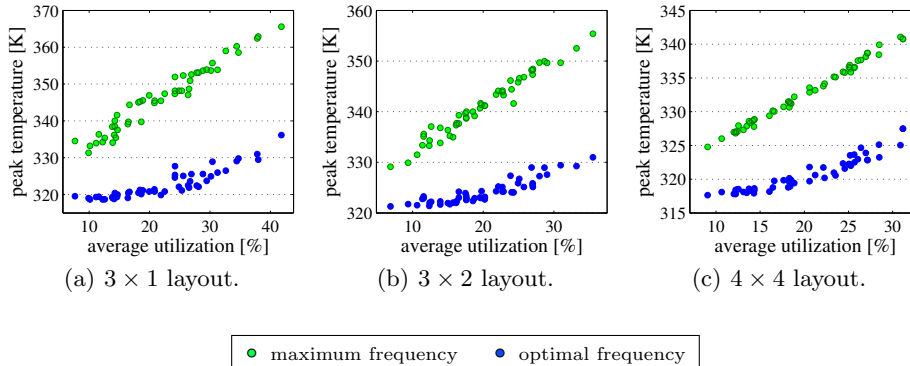 370
360
350
340
330
320
peak temperature [K]
10 20 30 40
average utilization [%]
(a) 3 × 1 layout.
360
350
340
330
320
peak temperature [K]
10 20 30
average utilization [%]
(b) 3 × 2 layout.
345
340
335
330
325
320
315
peak temperature [K]
10 15 20 25 30
average utilization [%]
(c) 4 × 4 layout.
maximum frequency optimal frequency